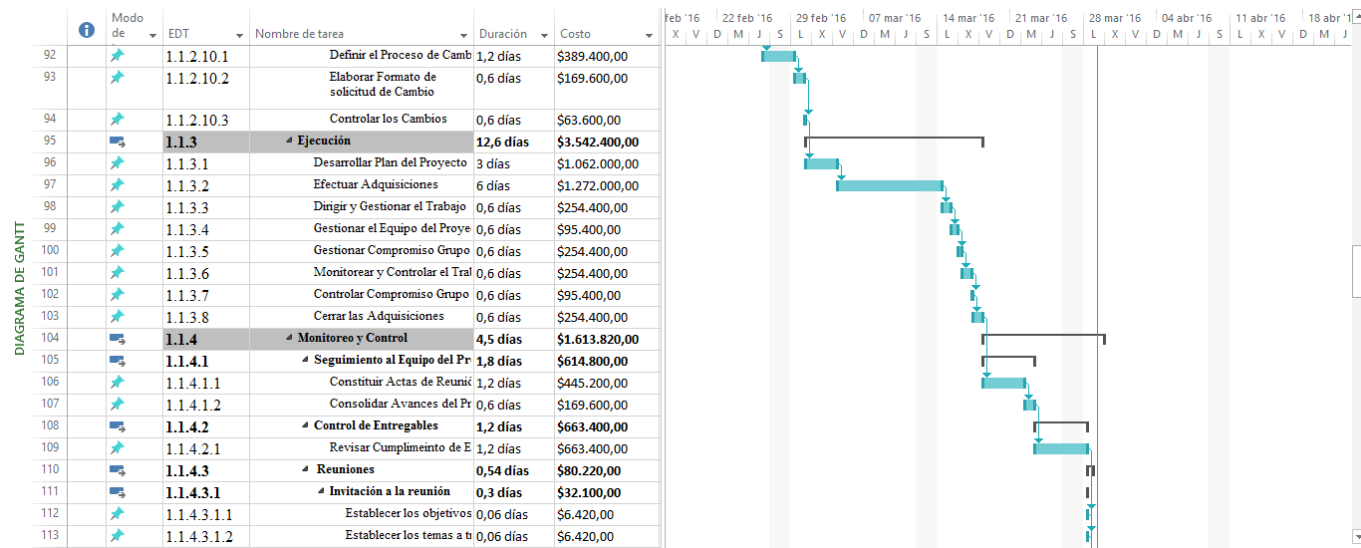 Modo de EDT Nombre de tarea Duración Costo
feb '16 22 feb '16 29 feb '16 07 mar '16 14 mar '16 21 mar '16 28 mar '16 04 abr '16 11 abr '16 18 abr '1
X V D M J S L X V D M J S L X V D M J S L X V D M J S L X V D M J
DIAGRAMA DE GANTT
92 1.1.2.10.1 Definir el Proceso de Camb 1,2 días $389.400,00
93 1.1.2.10.2 Elaborar Formato de 0,6 días $169.600,00
solicitud de Cambio
94 1.1.2.10.3 Controlar los Cambios 0,6 días $63.600,00
95 1.1.3 Ejecución 12,6 días $3.542.400,00
96 1.1.3.1 Desarrollar Plan del Proyecto 3 días $1.062.000,00
97 1.1.3.2 Efectuar Adquisiciones 6 días $1.272.000,00
98 1.1.3.3 Dirigir y Gestionar el Trabajo 0,6 días $254.400,00
99 1.1.3.4 Gestionar el Equipo del Proye 0,6 días $95.400,00
100 1.1.3.5 Gestionar Compromiso Grupo 0,6 días $254.400,00
101 1.1.3.6 Monitorear y Controlar el Tra 0,6 días $254.400,00
102 1.1.3.7 Controlar Compromiso Grupo 0,6 días $95.400,00
103 1.1.3.8 Cerrar las Adquisiciones 0,6 días $254.400,00
104 1.1.4 Monitoreo y Control 4,5 días $1.613.820,00
105 1.1.4.1 Seguimiento al Equipo del Pr 1,8 días $614.800,00
106 1.1.4.1.1 Constituir Actas de Reunió 1,2 días $445.200,00
107 1.1.4.1.2 Consolidar Avances del Pr 0,6 días $169.600,00
108 1.1.4.2 Control de Entregables 1,2 días $663.400,00
109 1.1.4.2.1 Revisar Cumplimeinto de E 1,2 días $663.400,00
110 1.1.4.3 Reuniones 0,54 días $80.220,00
111 1.1.4.3.1 Invitación a la reunión 0,3 días $32.100,00
112 1.1.4.3.1.1 Establecer los objetivos 0,06 días $6.420,00
113 1.1.4.3.1.2 Establecer los temas a tr 0,06 días $6.420,00